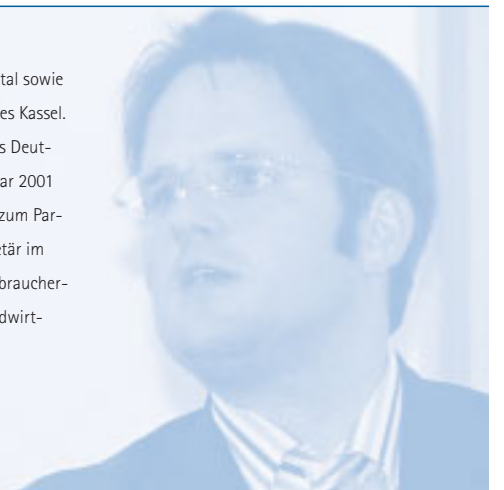 tal sowie
es Kassel.
s Deut-
ar 2001
zum Par-
tär im
braucher-
dwirt-